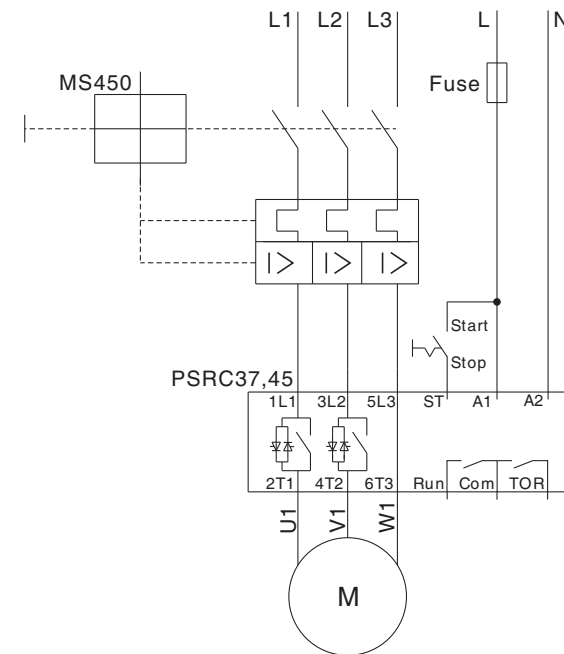 L1 L2 L3 L N
MS450
Fuse
I> I> I>
Start
Stop
PSRC37,45
1L1 3L2 5L3 ST A1 A2
2T1 4T2 6T3 Run Com TOR
U1 V1 W1
M